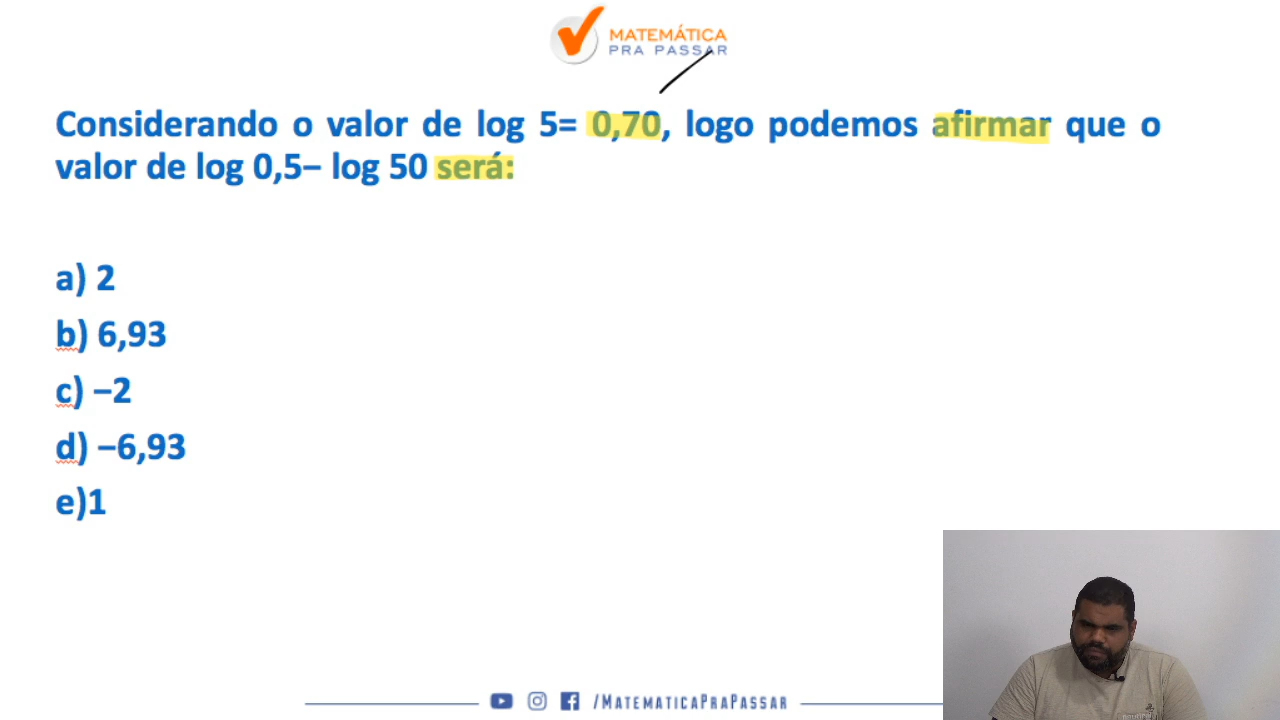 MATEMÁTICA
PRA PASSAR
Considerando o valor de log 5= 0,70, logo podemos afirmar que o
valor de log 0,5– log 50 será:
a) 2
b) 6,93
c) –2
d) –6,93
e)1
/MATEMATICAPRAPASSAR